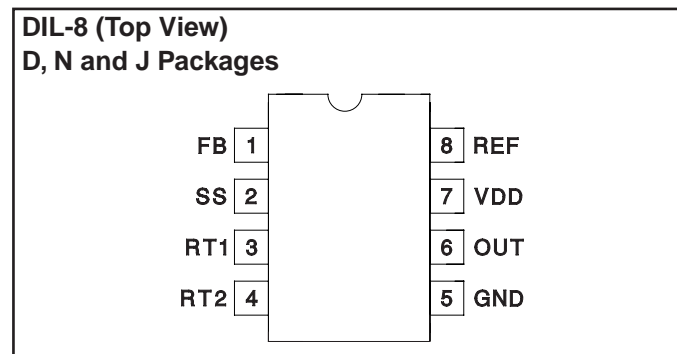 DIL-8 (Top View)
D, N and J Packages
FB 1 8 REF
SS 2 7 VDD
RT1 3 6 OUT
RT2 4 5 GND